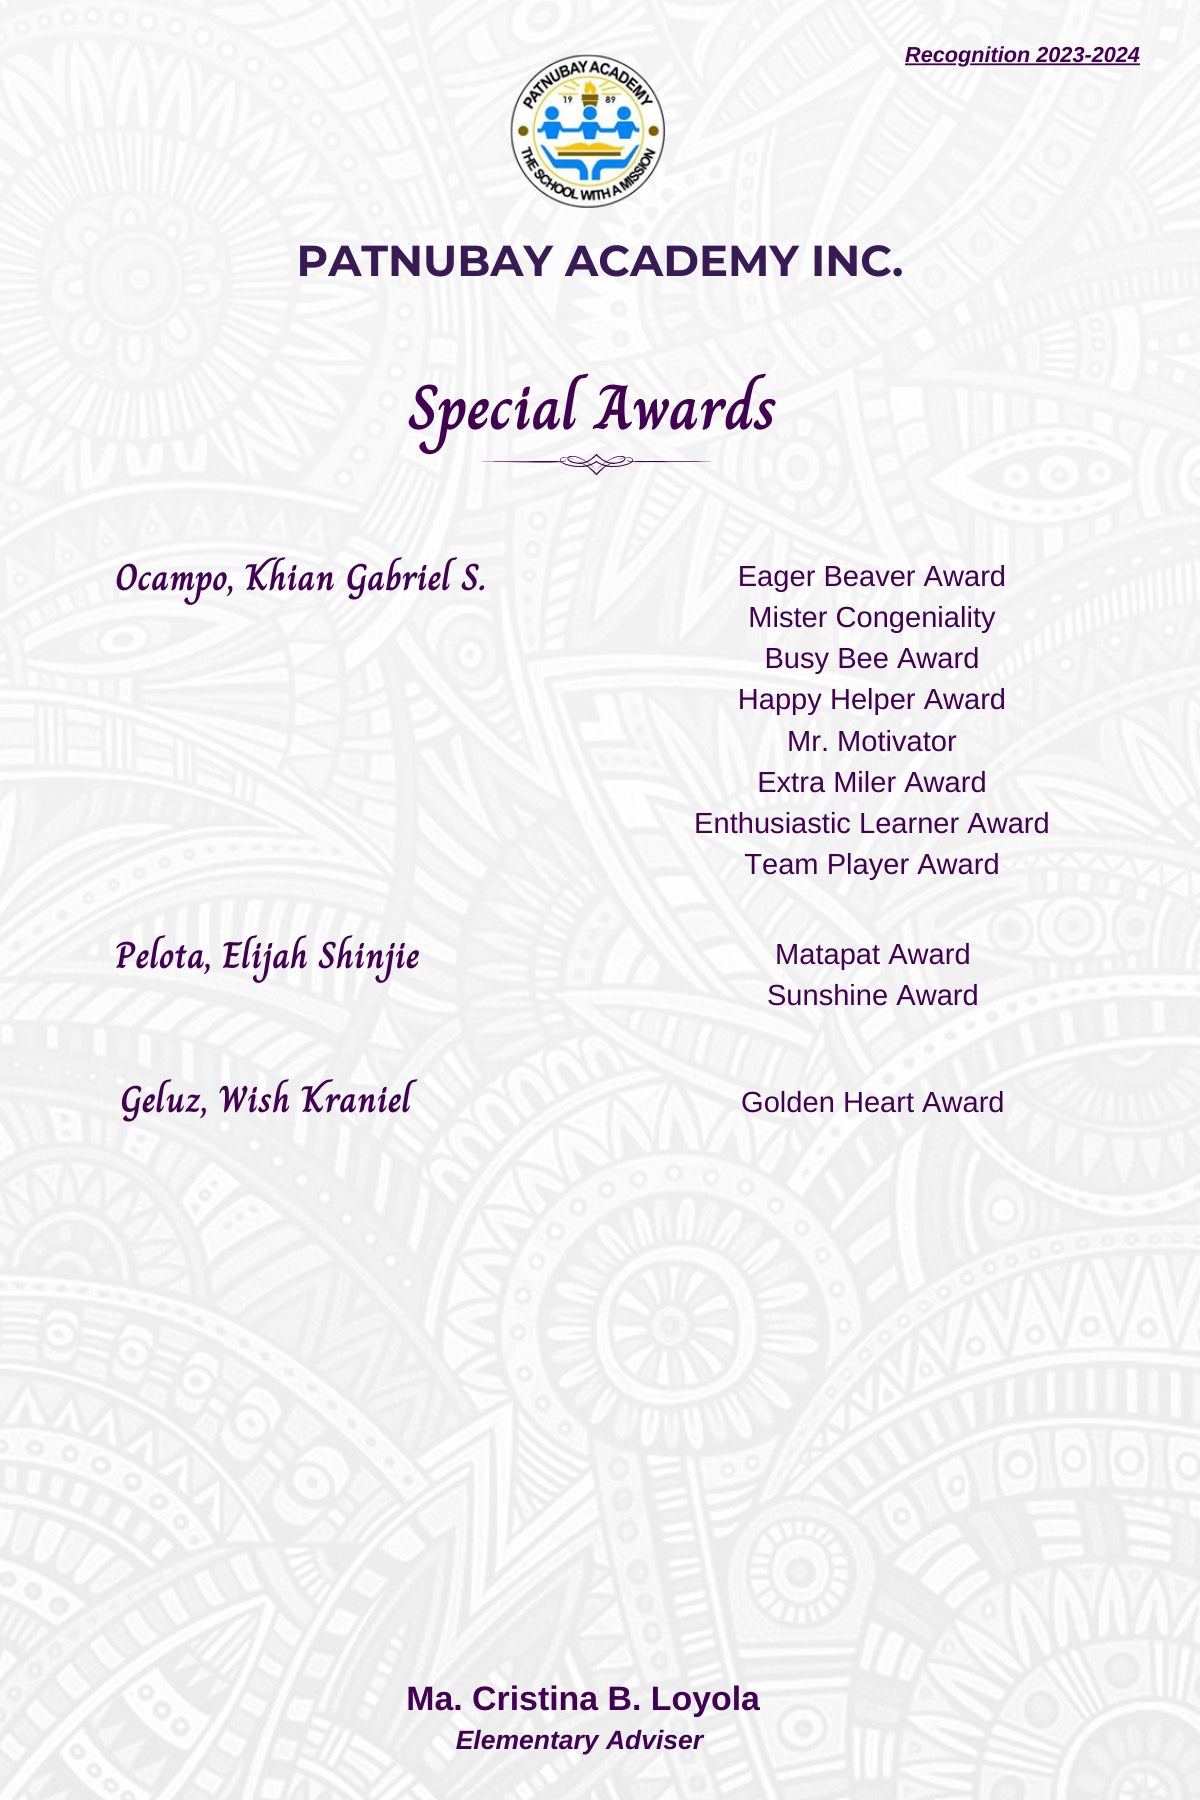 Recognition 2023-2024
PATNUBAY ACADEMY
19 89
THE SCHOOL WITH A MISSION
PATNUBAY ACADEMY INC.
Special Awards
Ocampo, Khian Gabriel S.
Eager Beaver Award
Mister Congeniality
Busy Bee Award
Happy Helper Award
Mr. Motivator
Extra Miler Award
Enthusiastic Learner Award
Team Player Award
Pelota, Elijah Shinjie
Matapat Award
Sunshine Award
Geluz, Wish Kraniel
Golden Heart Award
Ma. Cristina B. Loyola
Elementary Adviser